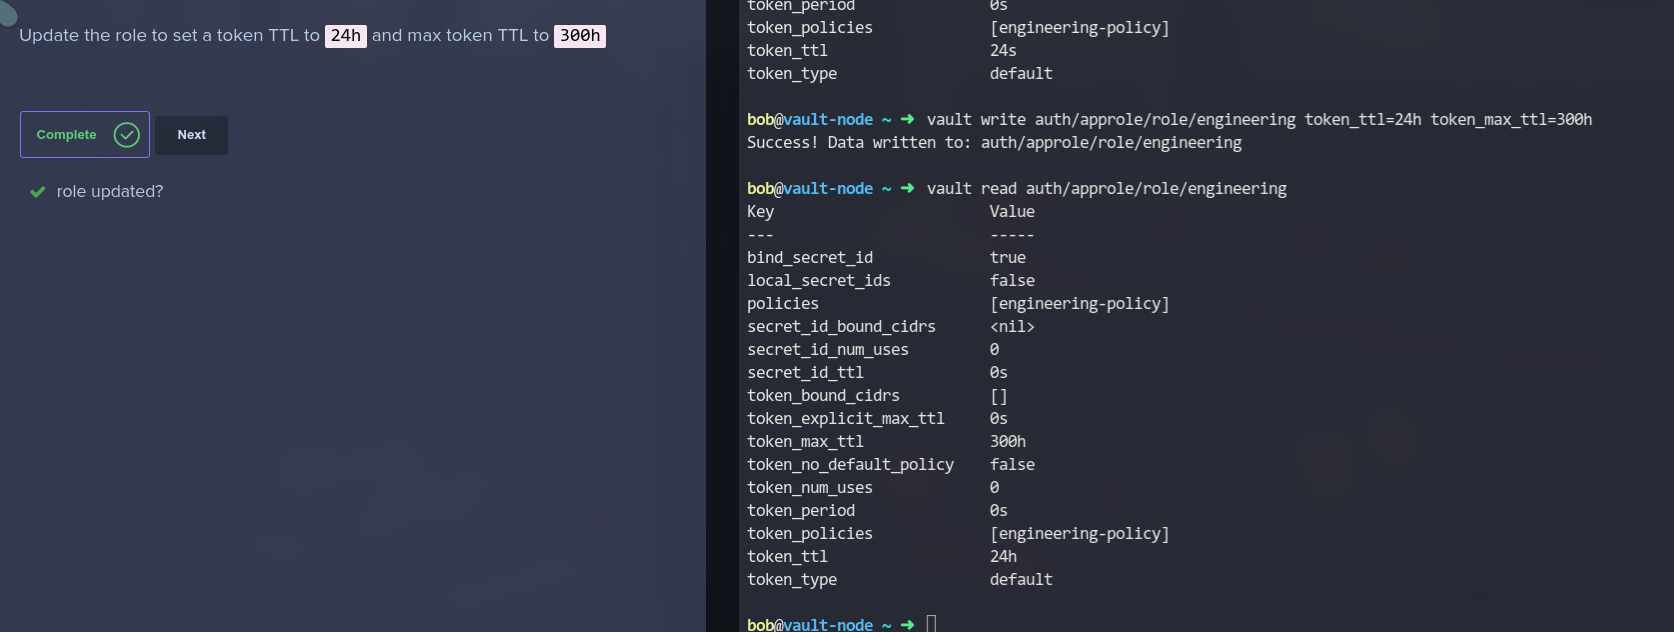 Update the role to set a token TTL to 24h and max token TTL to 300h
Complete
Next
role updated?
token_period 0s
token_policies [engineering-policy]
token_ttl 24s
token_type default
bob@vault-node ~ ➜ vault write auth/approle/role/engineering token_ttl=24h token_max_ttl=300h
Success! Data written to: auth/approle/role/engineering
bob@vault-node ~ ➜ vault read auth/approle/role/engineering
Key Value
--- -----
bind_secret_id true
local_secret_ids false
policies [engineering-policy]
secret_id_bound_cidrs <nil>
secret_id_num_uses 0
secret_id_ttl 0s
token_bound_cidrs []
token_explicit_max_ttl 0s
token_max_ttl 300h
token_no_default_policy false
token_num_uses 0
token_period 0s
token_policies [engineering-policy]
token_ttl 24h
token_type default
bob@vault-node ~ ➜